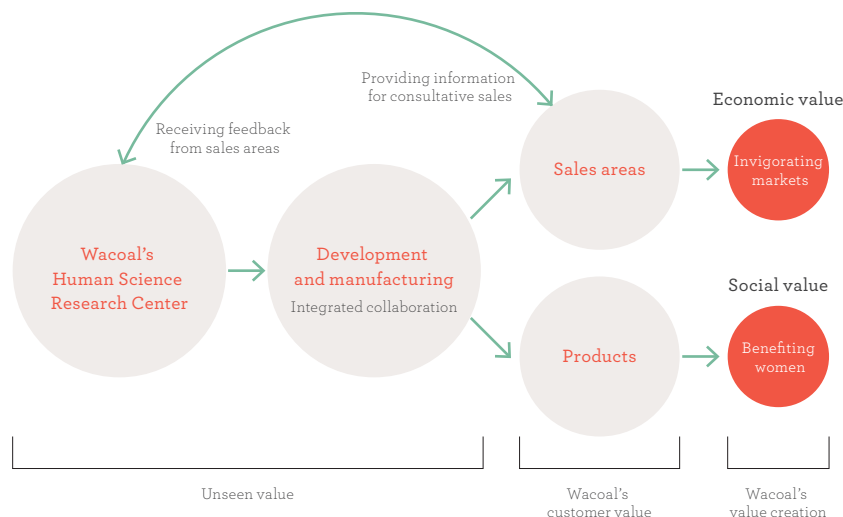 Providing information
for consultative sales
Receiving feedback
from sales areas
Wacoal's
Human Science
Research Center
Development
and manufacturing
Integrated collaboration
Sales areas
Products
Economic value
Invigorating
markets
Social value
Benefiting
women
Unseen value
Wacoal's
customer value
Wacoal's
value creation